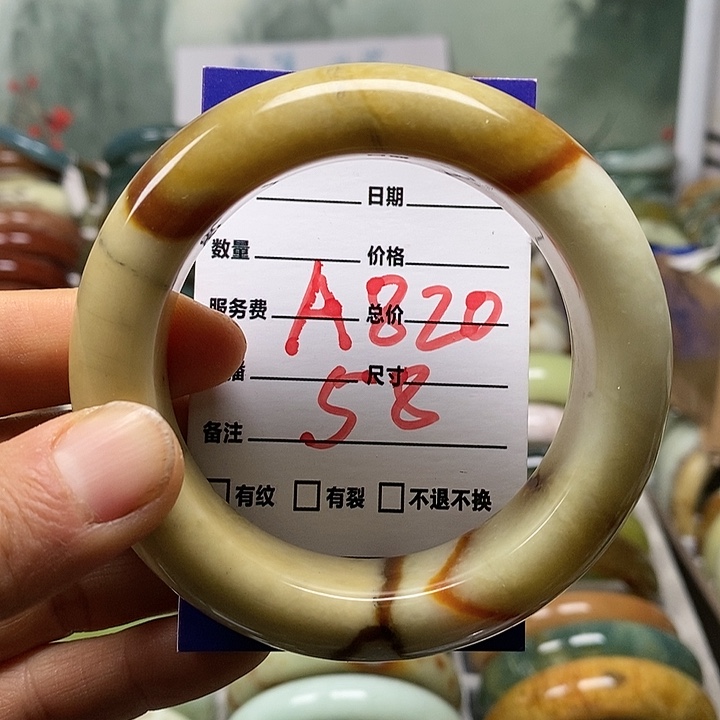 日期
数量 价格
服务费 总价
A820
播 尺寸
58
备注
有纹 有裂 不退不换